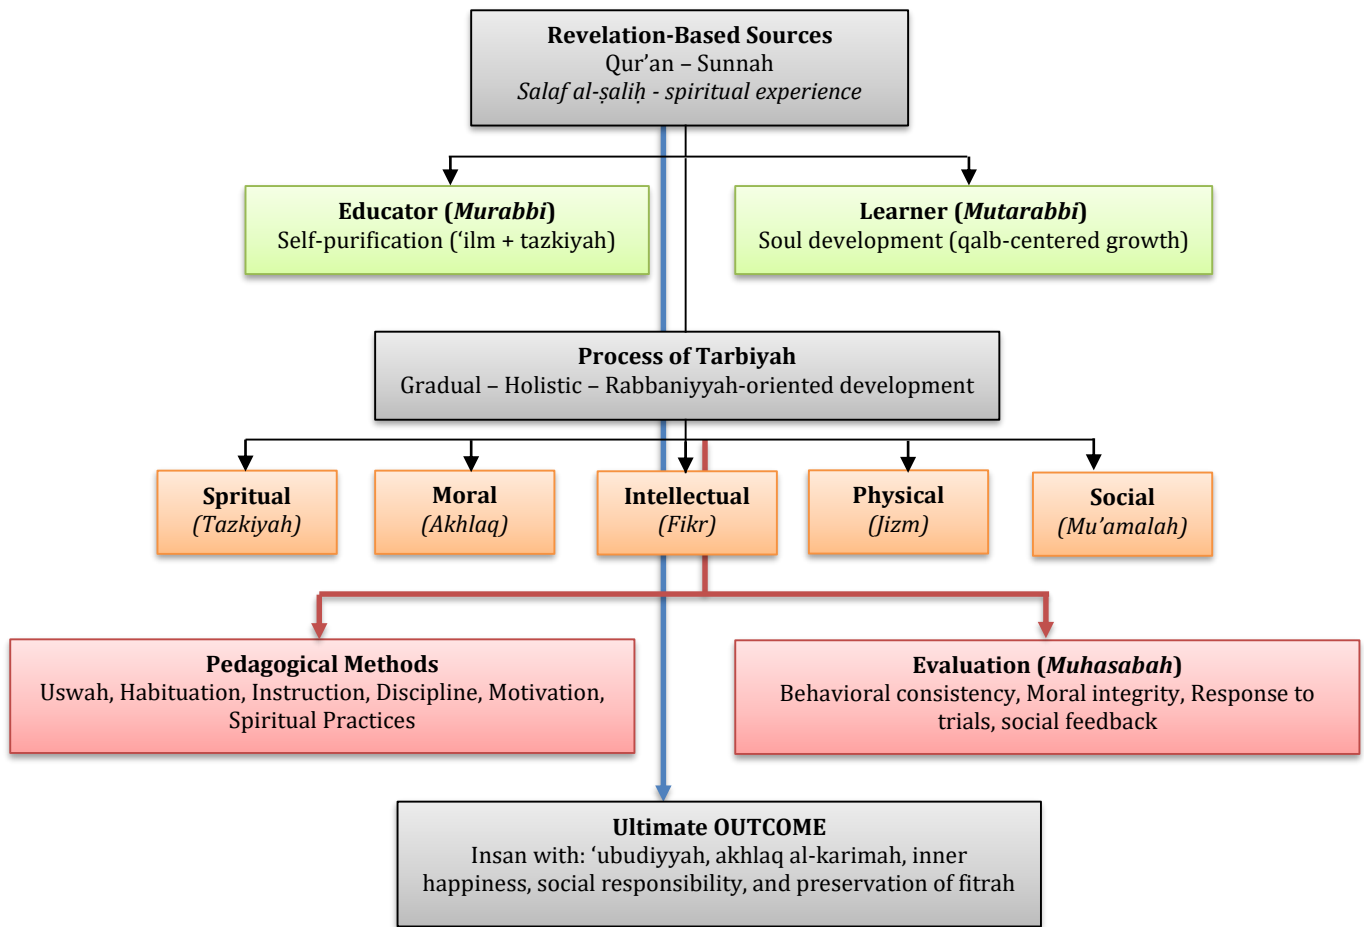 Revelation-Based Sources
Qur’an – Sunnah
Salaf al-ṣaliḥ - spiritual experience
Educator (Murabbi)
Self-purification (‘ilm + tazkiyah)
Learner (Mutarabbi)
Soul development (qalb-centered growth)
Process of Tarbiyah
Gradual – Holistic – Rabbaniyyah-oriented development
Spritual
(Tazkiyah)
Moral
(Akhlaq)
Intellectual
(Fikr)
Physical
(Jizm)
Social
(Mu’amalah)
Pedagogical Methods
Uswah, Habituation, Instruction, Discipline, Motivation,
Spiritual Practices
Evaluation (Muhasabah)
Behavioral consistency, Moral integrity, Response to
trials, social feedback
Ultimate OUTCOME
Insan with: ‘ubudiyyah, akhlaq al-karimah, inner
happiness, social responsibility, and preservation of fitrah